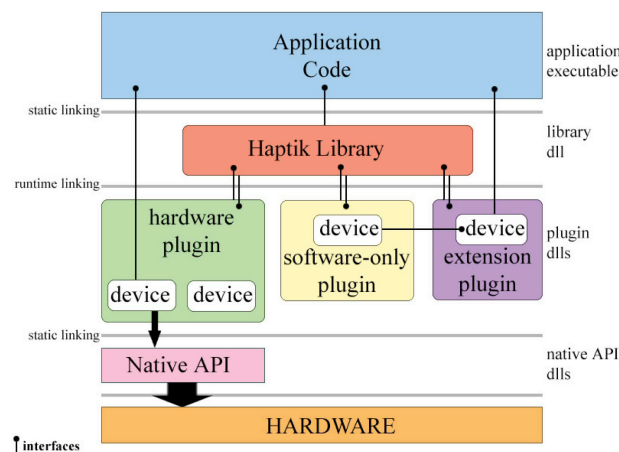 Application
Code
application
executable
static linking
Haptik Library
library
dll
runtime linking
hardware
plugin
device
software-only
plugin
device
extension
plugin
plugin
dlls
device
device
static linking
Native API
native API
dlls
HARDWARE
interfaces